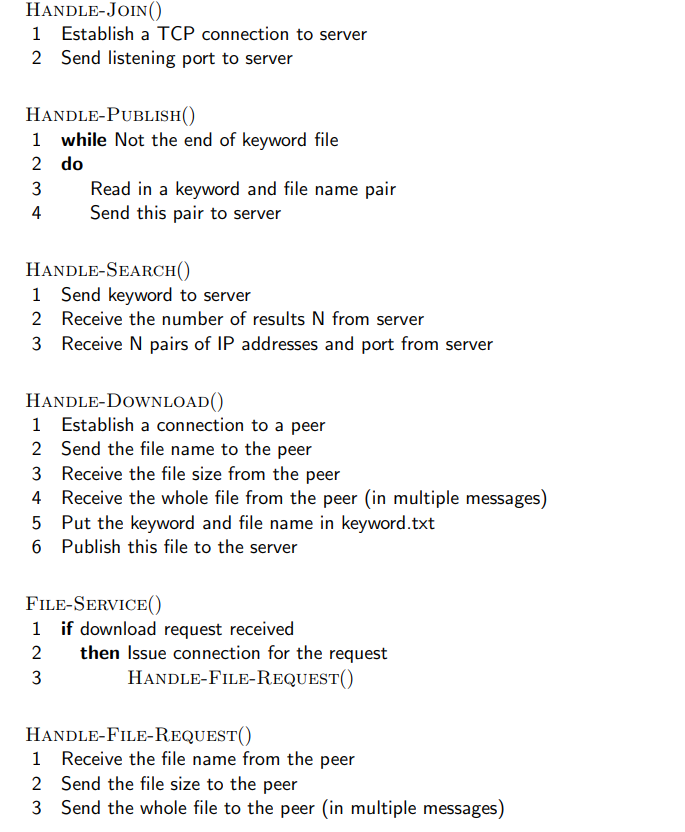 HANDLE-JOIN()
1 Establish a TCP connection to server
2 Send listening port to server
HANDLE-PUBLISH()
1 while Not the end of keyword file
2 do
3 Read in a keyword and file name pair
4 Send this pair to server
HANDLE-SEARCH()
1 Send keyword to server
2 Receive the number of results N from server
3 Receive N pairs of IP addresses and port from server
HANDLE-DOWNLOAD()
1 Establish a connection to a peer
2 Send the file name to the peer
3 Receive the file size from the peer
4 Receive the whole file from the peer (in multiple messages)
5 Put the keyword and file name in keyword.txt
6 Publish this file to the server
FILE-SERVICE()
1 if download request received
2 then Issue connection for the request
3 HANDLE-FILE-REQUEST()
HANDLE-FILE-REQUEST()
1 Receive the file name from the peer
2 Send the file size to the peer
3 Send the whole file to the peer (in multiple messages)